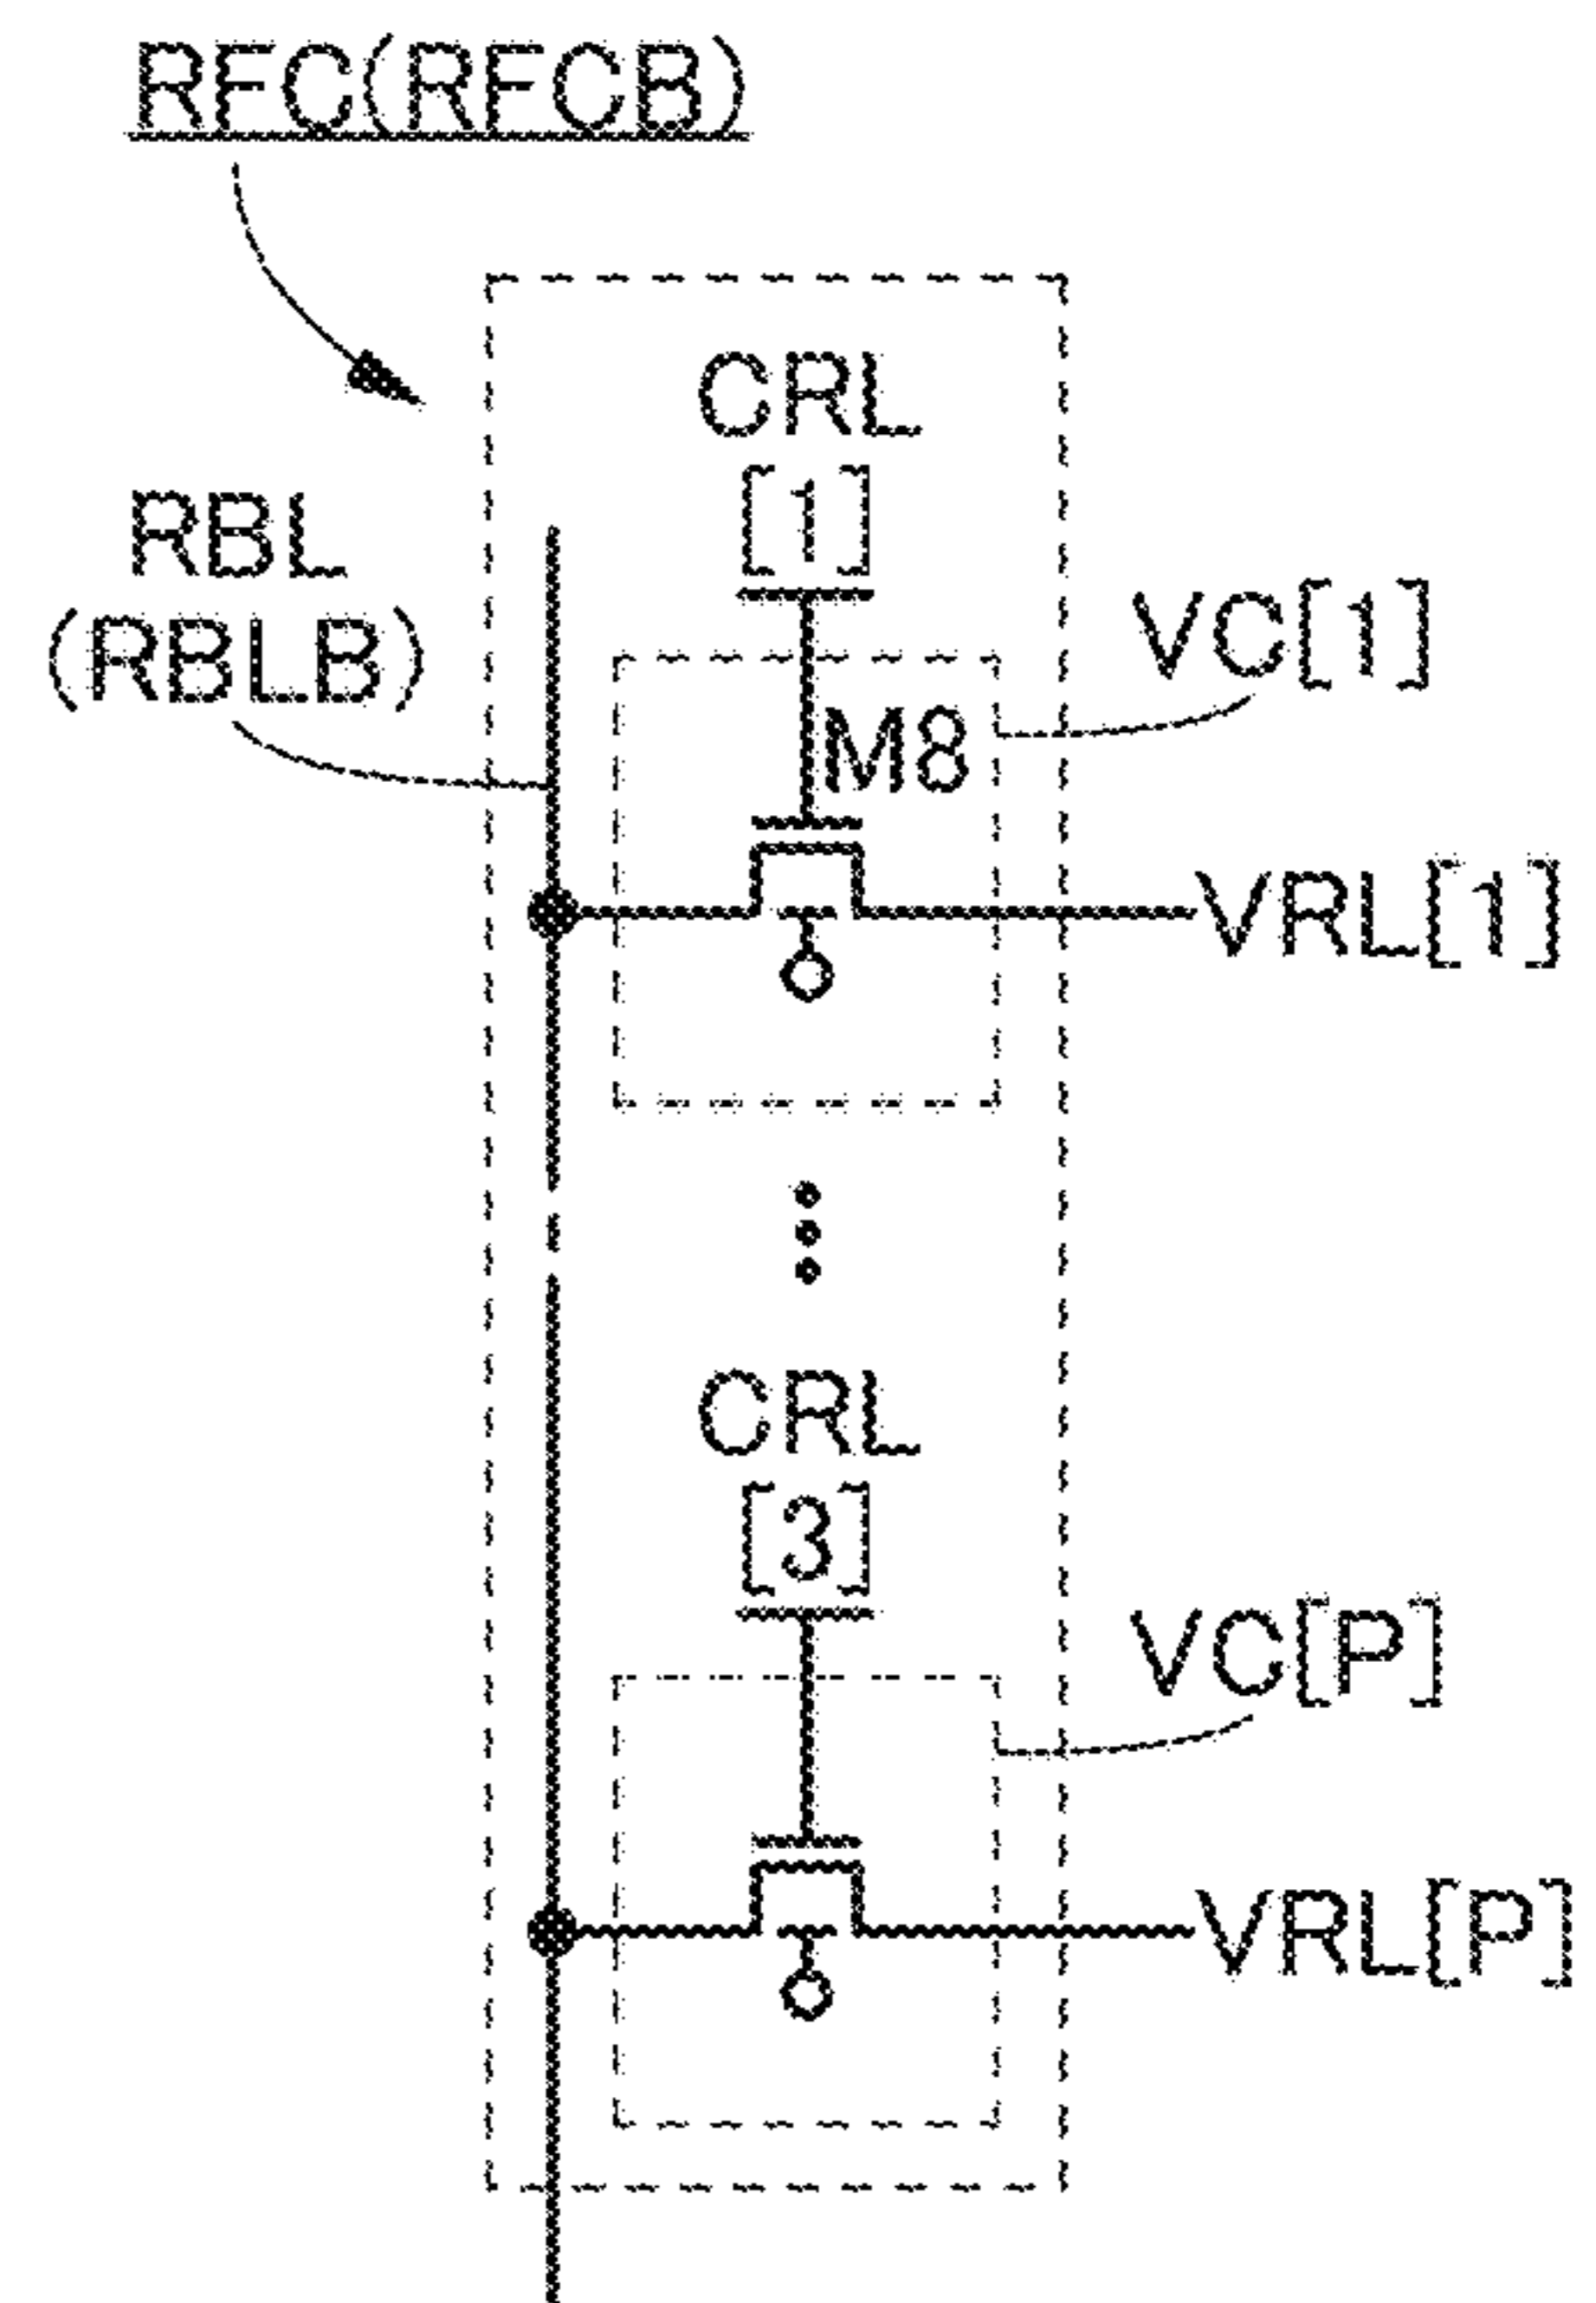 RFC(RFCB)
CRL
[1]
RBL
(RBLB)
VC[1]
M8
VRL[1]
CRL
[3]
VC[P]
VRL[P]